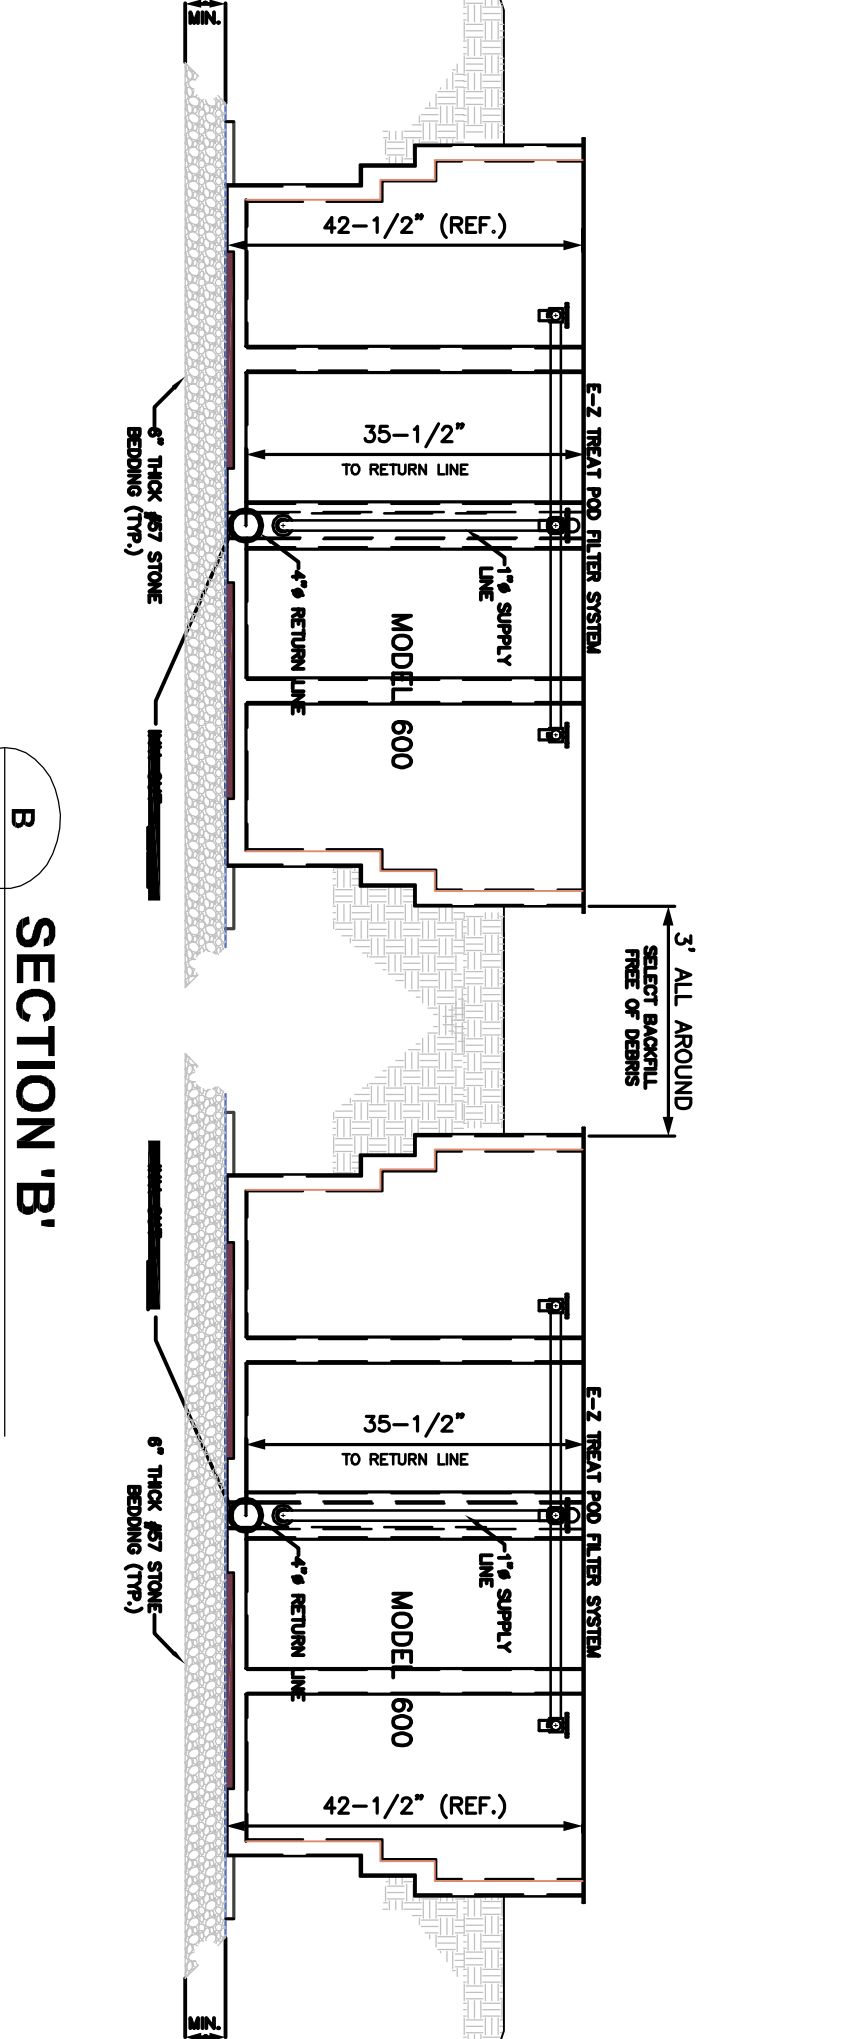 3' ALL AROUND
SELECT BACKFILL
FREE OF DEBRIS
E-Z TREAT POD FILTER SYSTEM
42-1/2" (REF.)
35-1/2"
TO RETURN LINE
1"ø SUPPLY
LINE
MODEL 600
4"ø RETURN LINE
6" THICK #57 STONE
BEDDING (TYP.)
MIN.
E-Z TREAT POD FILTER SYSTEM
35-1/2"
TO RETURN LINE
1"ø SUPPLY
LINE
MODEL 600
42-1/2" (REF.)
4"ø RETURN LINE
6" THICK #57 STONE
BEDDING (TYP.)
MIN.
B
SECTION 'B'